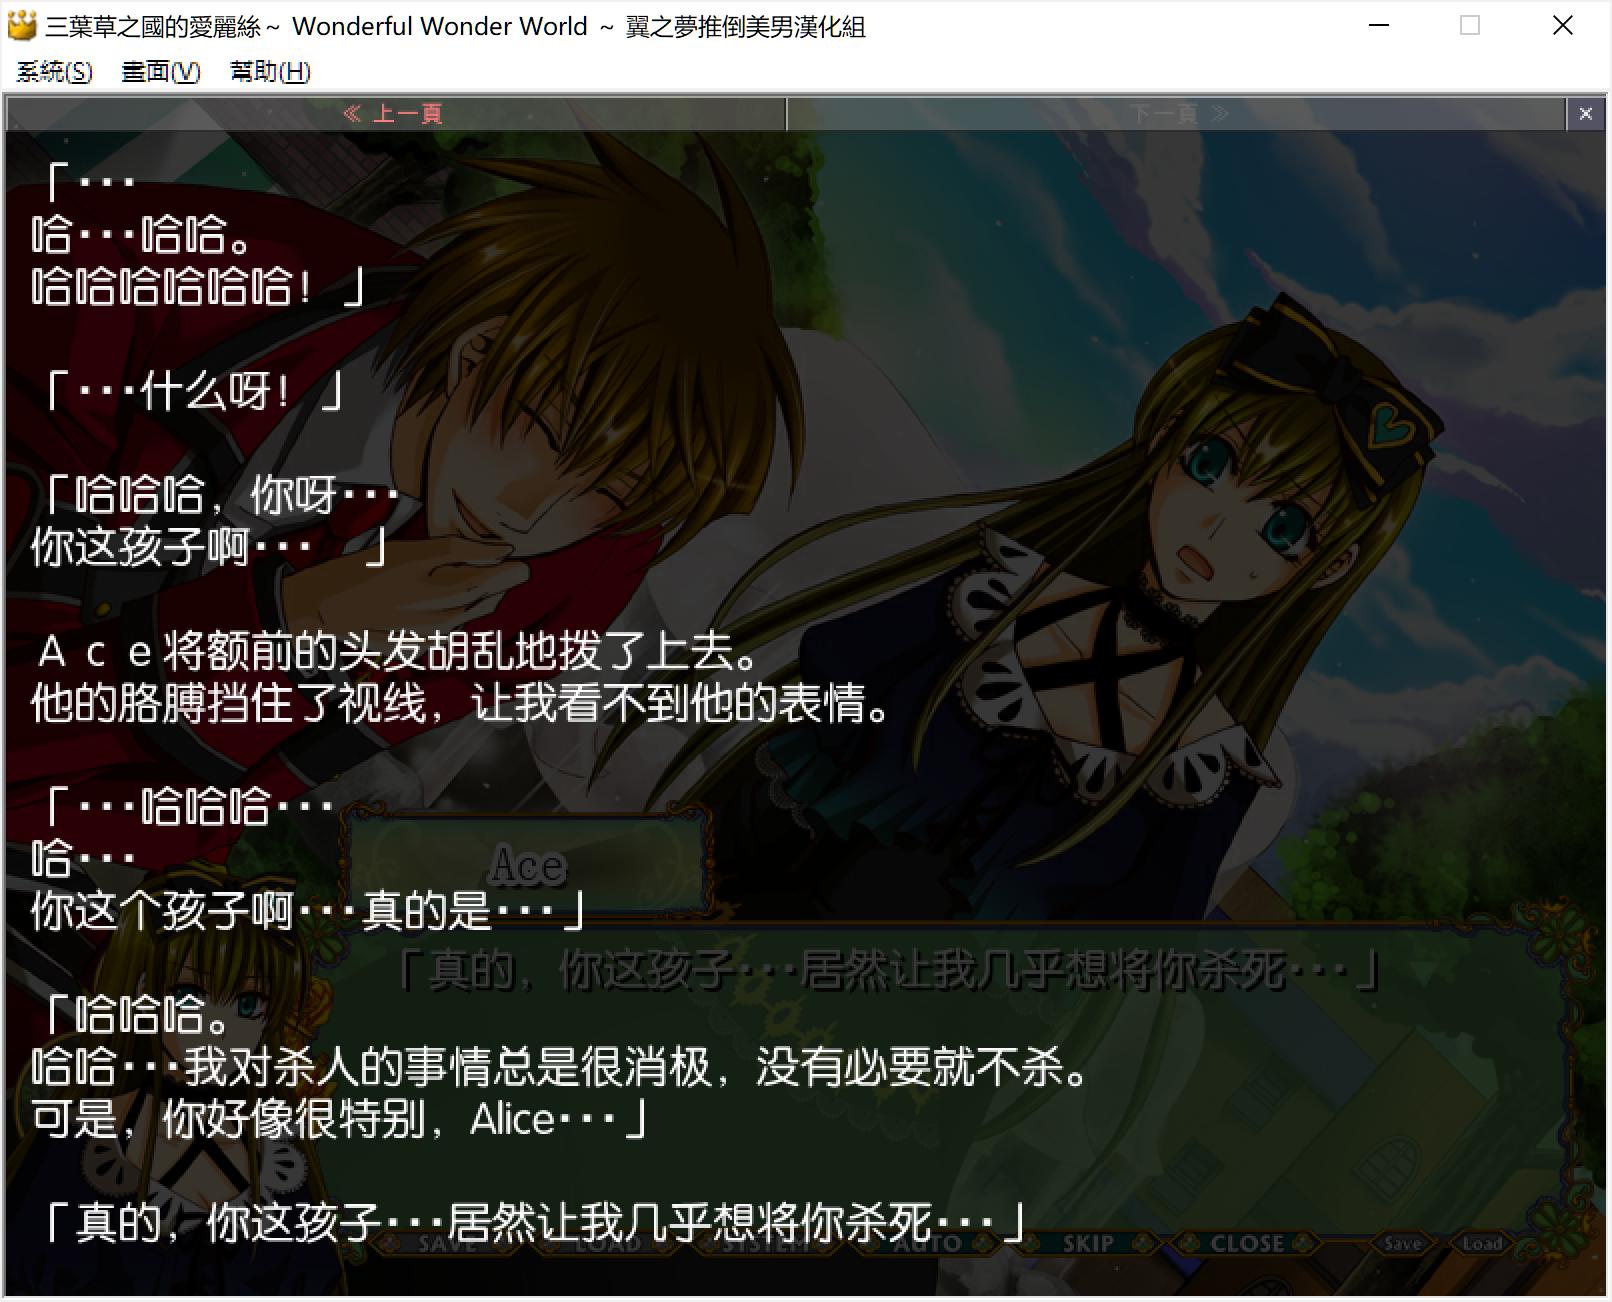 三葉草之國的愛麗絲～ Wonderful Wonder World ～ 翼之夢推倒美男漢化組
系統(S) 畫面(V) 幫助(H)
≪ 上一頁 下一頁 ≫ ×
「···
哈···哈哈。
哈哈哈哈哈哈！」
「···什么呀！」
「哈哈哈，你呀···
你这孩子啊··· 」
Ａｃｅ将额前的头发胡乱地拨了上去。
他的胳膊挡住了视线，让我看不到他的表情。
「···哈哈哈···
哈···
你这个孩子啊···真的是···」
Ace
「真的，你这孩子···居然让我几乎想将你杀死···」
「哈哈哈。
哈哈···我对杀人的事情总是很消极，没有必要就不杀。
可是，你好像很特别，Alice···」
「真的，你这孩子···居然让我几乎想将你杀死···」
SAVE LOAD SYSTEM AUTO SKIP CLOSE Save Load